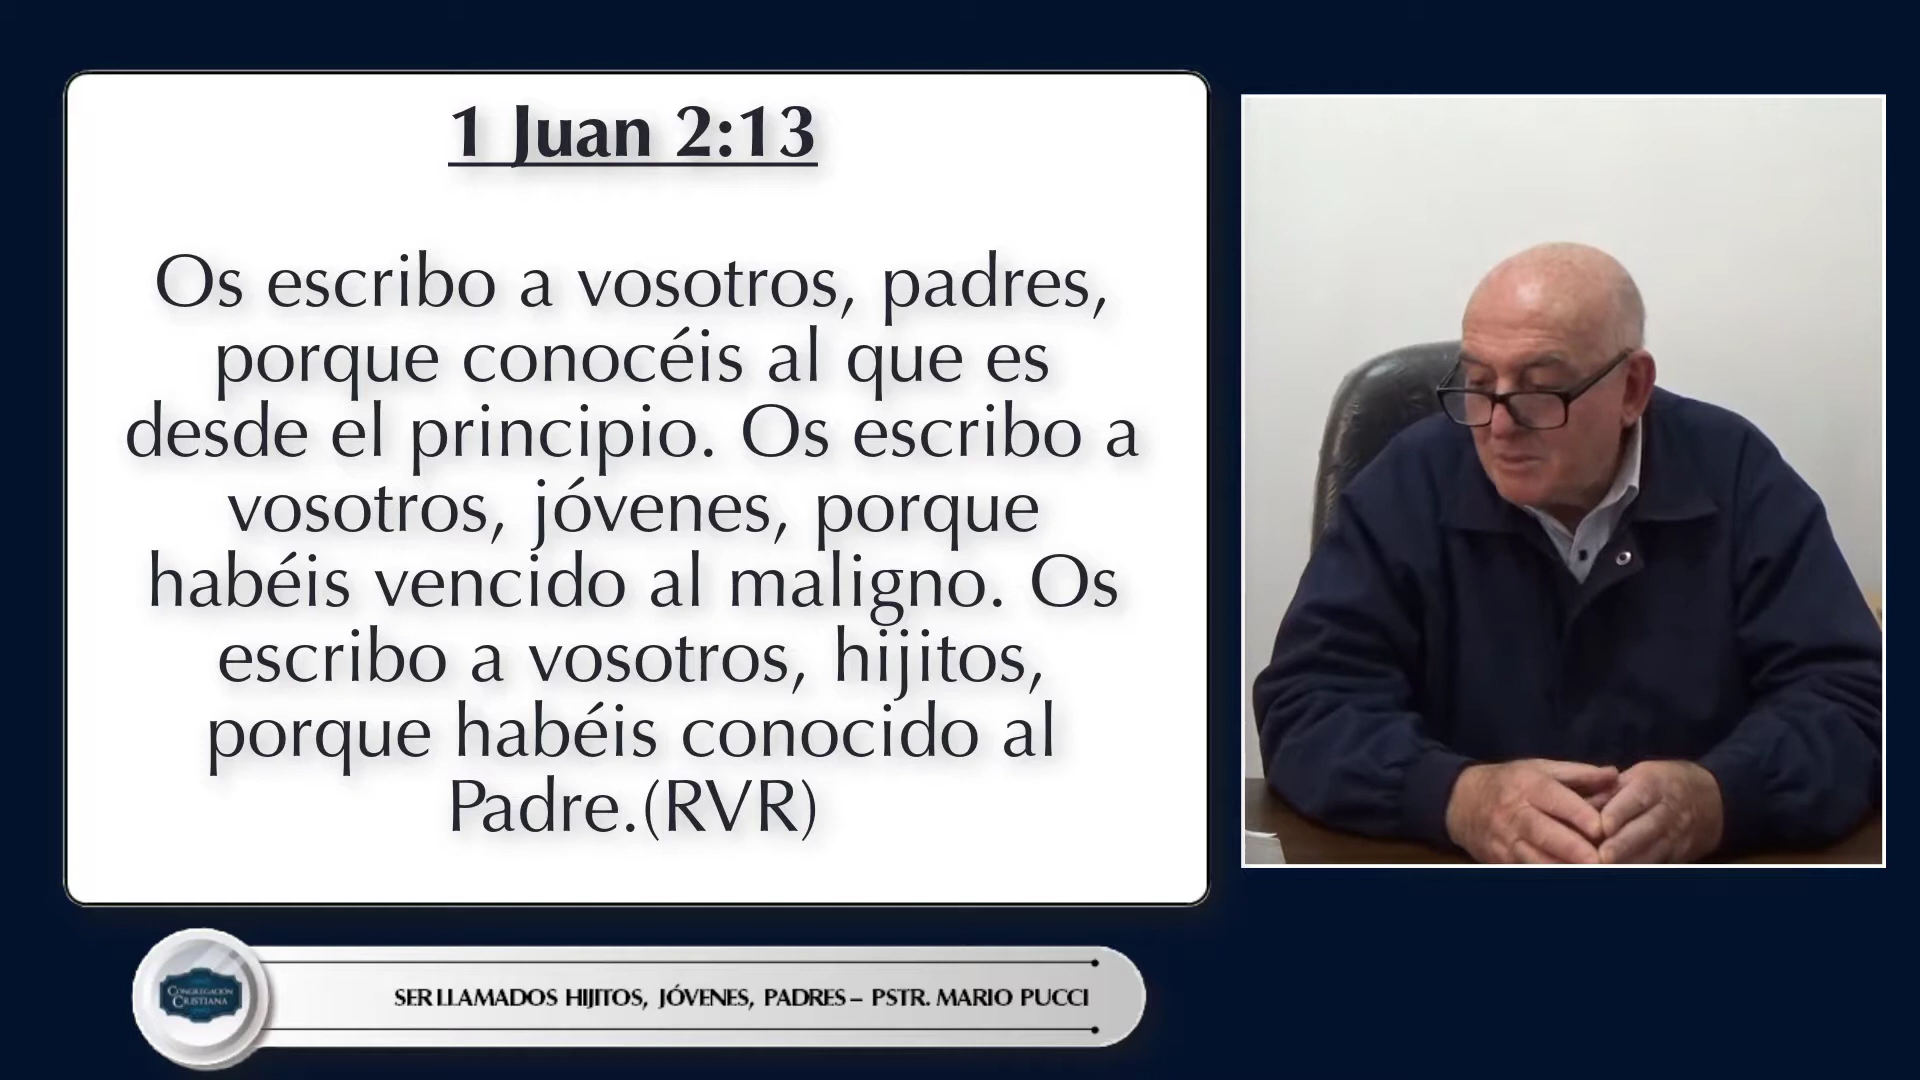 1 Juan 2:13
Os escribo a vosotros, padres,
porque conocéis al que es
desde el principio. Os escribo a
vosotros, jóvenes, porque
habéis vencido al maligno. Os
escribo a vosotros, hijitos,
porque habéis conocido al
Padre.(RVR)
CONGREGACION
CRISTIANA
SER LLAMADOS HIJITOS, JÓVENES, PADRES – PSTR. MARIO PUCCI